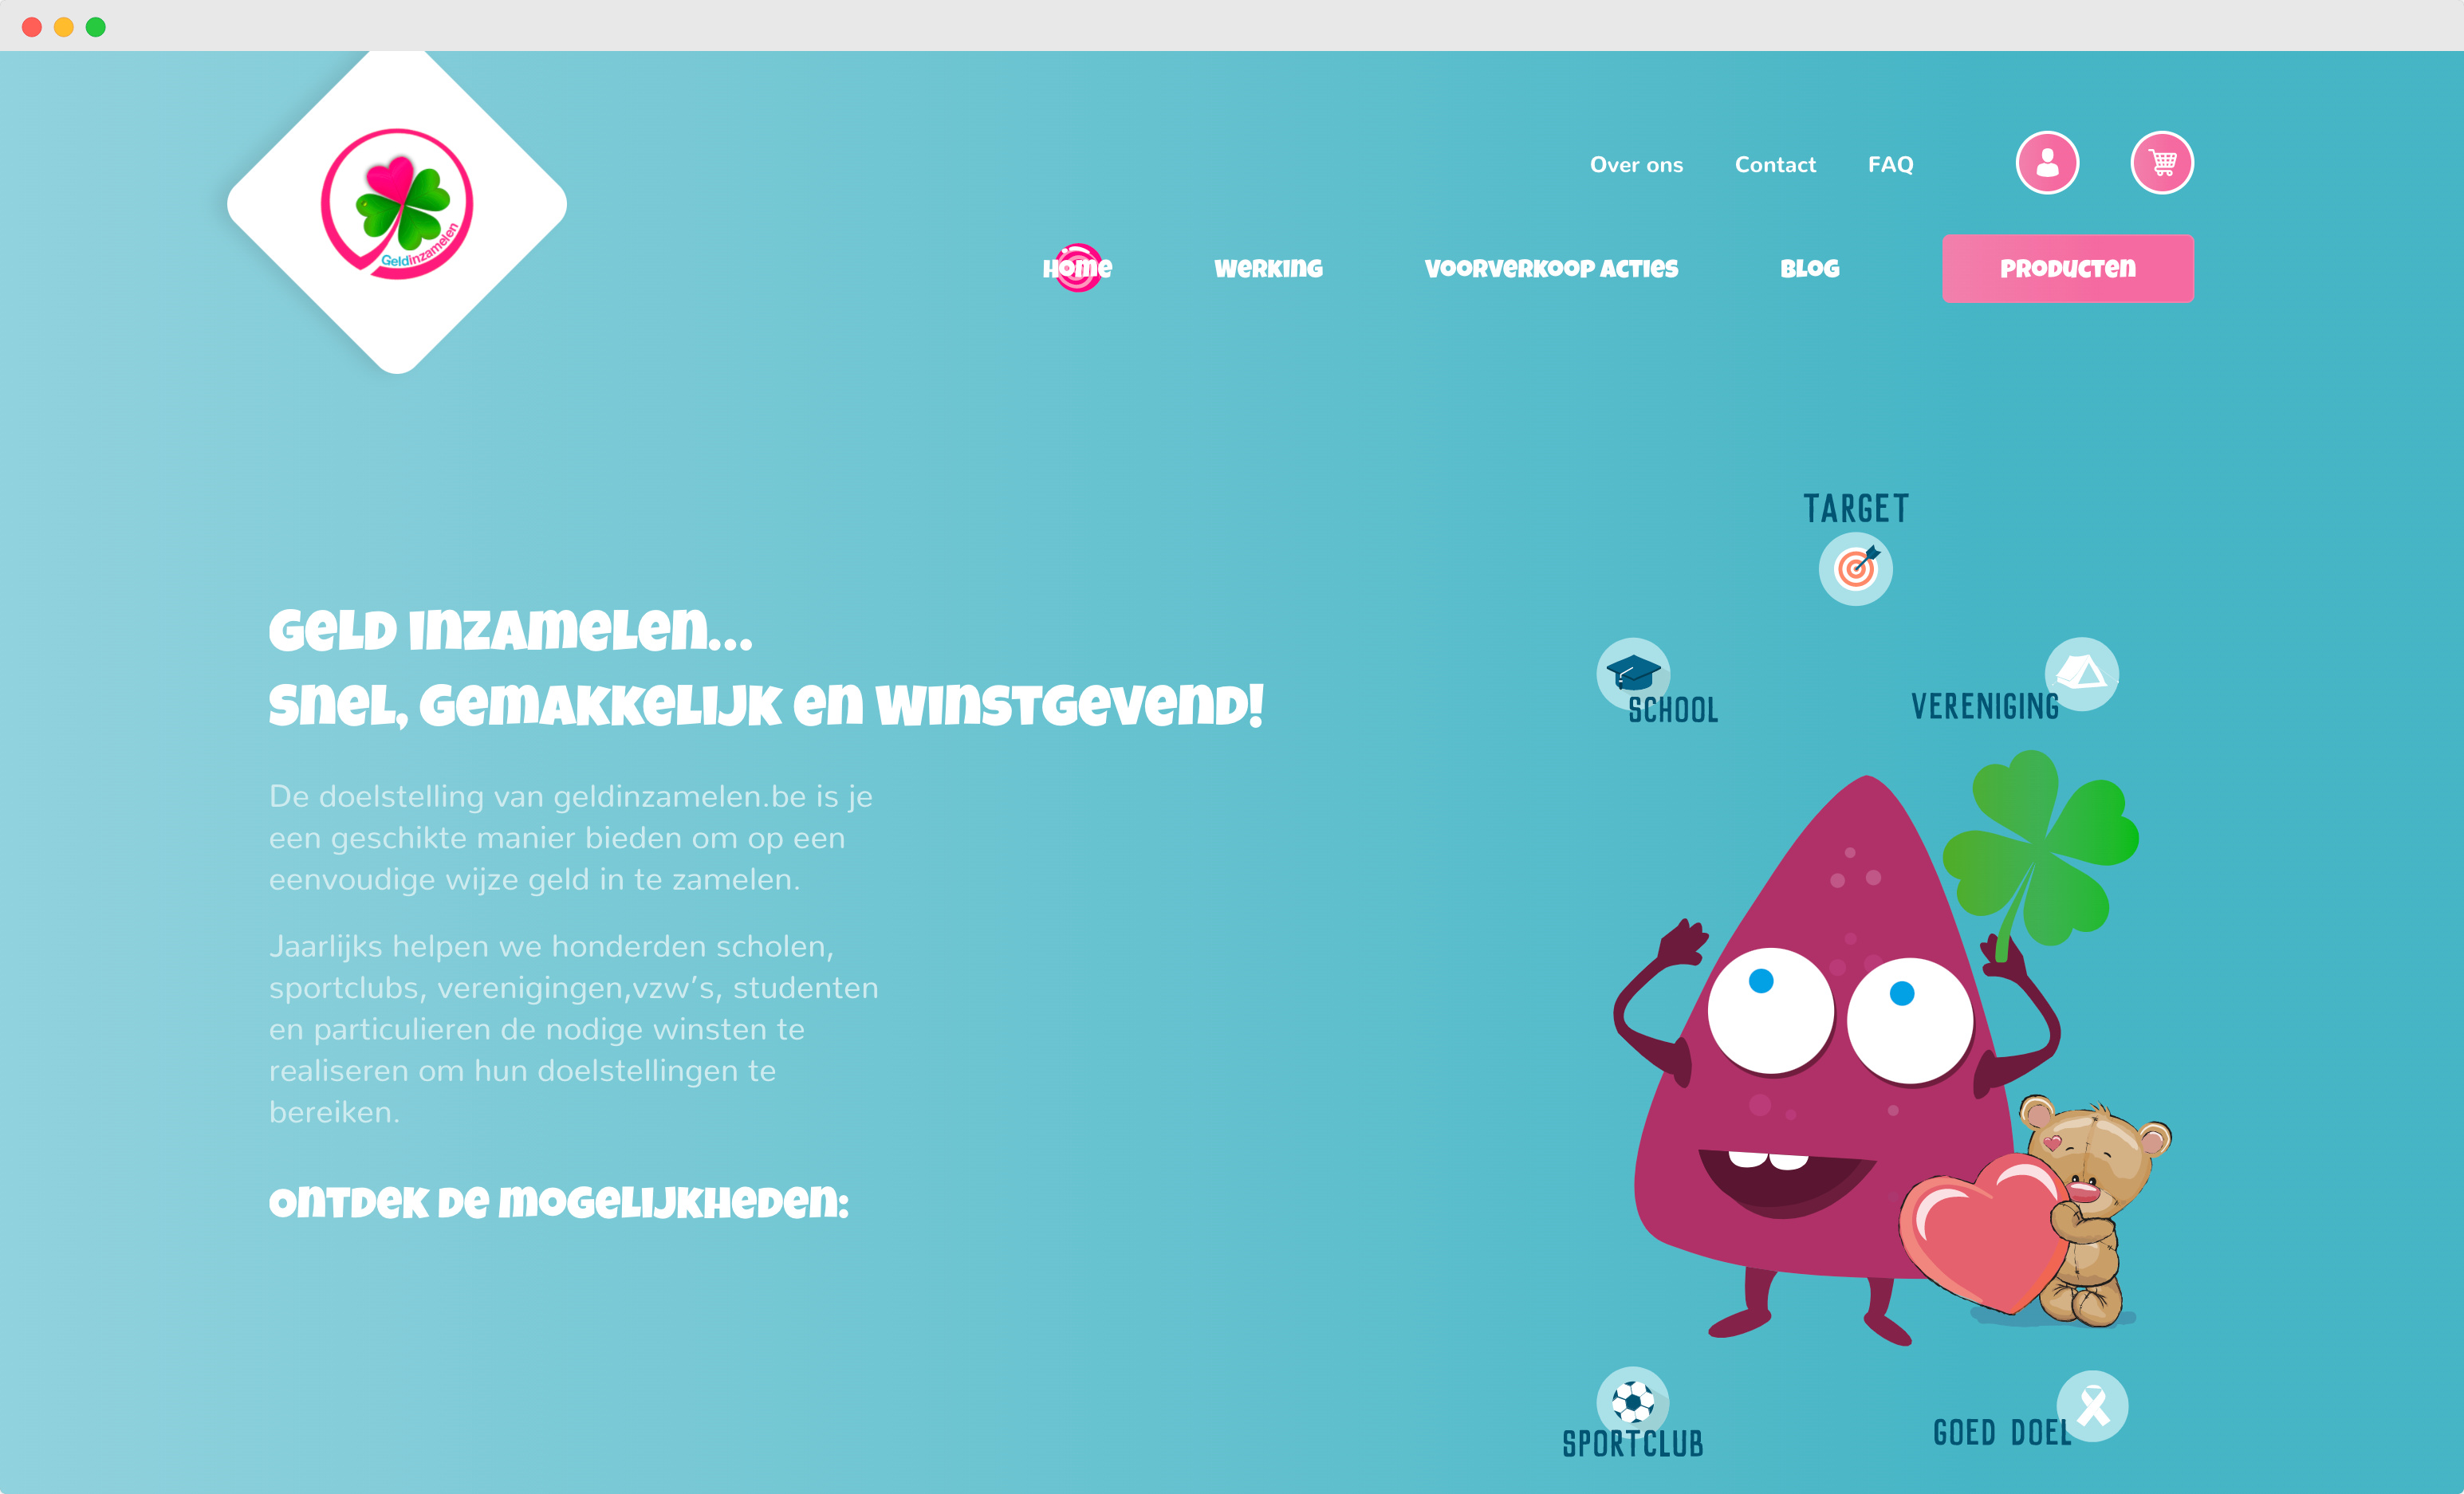 Geldinzamelen
Over ons Contact FAQ
Home Werking Voorverkoop acties Blog Producten
TARGET
SCHOOL
VERENIGING
Geld inzamelen...
Snel, gemakkelijk en winstgevend!
De doelstelling van geldinzamelen.be is je
een geschikte manier bieden om op een
eenvoudige wijze geld in te zamelen.
Jaarlijks helpen we honderden scholen,
sportclubs, verenigingen,vzw's, studenten
en particulieren de nodige winsten te
realiseren om hun doelstellingen te
bereiken.
Ontdek de mogelijkheden:
SPORTCLUB
GOED DOEL